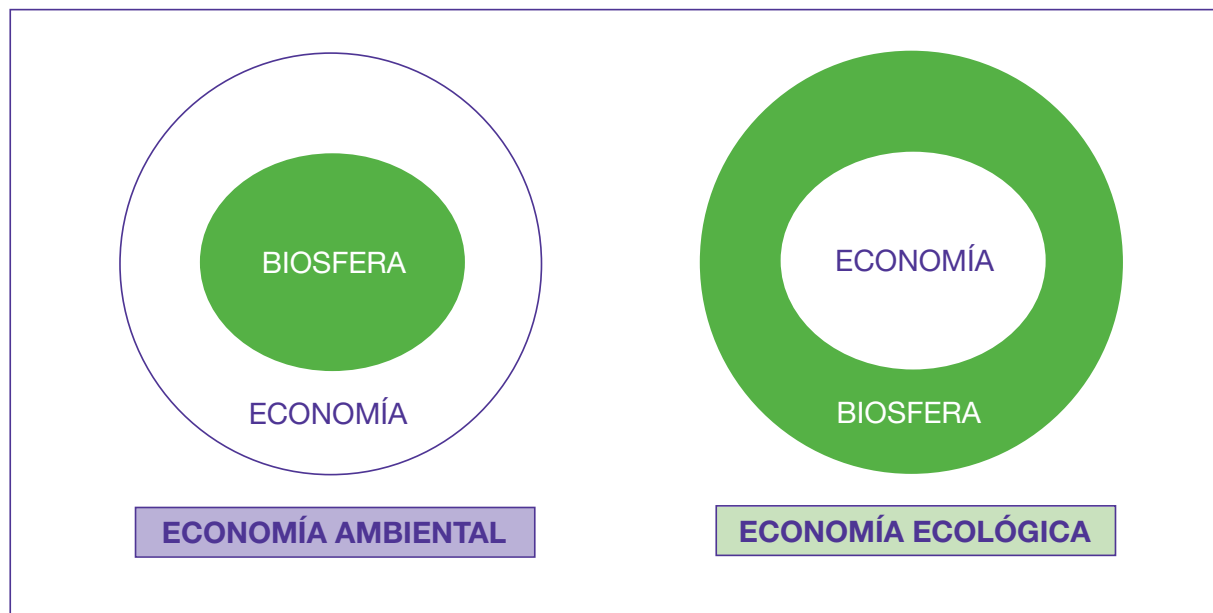 BIOSFERA
ECONOMÍA
ECONOMÍA AMBIENTAL
ECONOMÍA
BIOSFERA
ECONOMÍA ECOLÓGICA